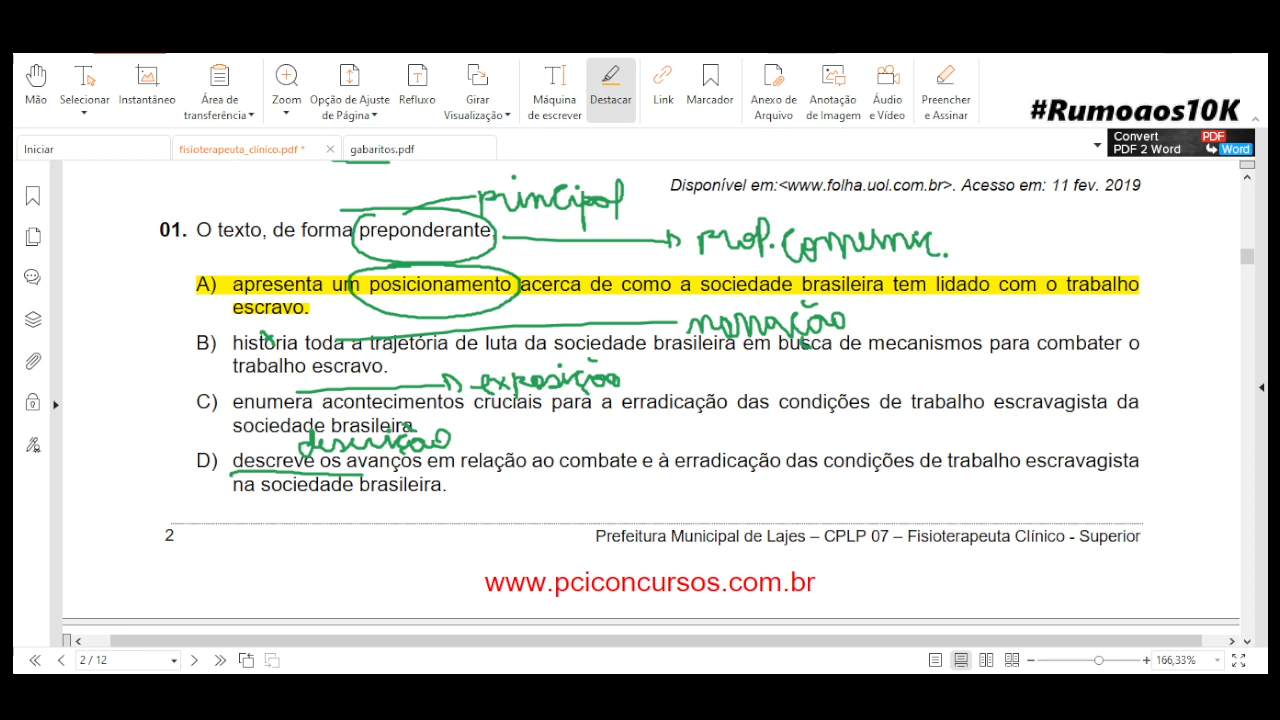 Mão
Selecionar
Instantâneo
Área de
transferência
Zoom
Opção de Ajuste
de Página
Refluxo
Girar
Visualização
Máquina
de escrever
Destacar
Link
Marcador
Anexo de
Arquivo
Anotação
de Imagem
Áudio
e Vídeo
Preencher
e Assinar
#Rumoaos10K
Convert PDF
PDF 2 Word Word
Iniciar
fisioterapeuta_clínico.pdf *
gabaritos.pdf
Disponível em:<www.folha.uol.com.br>. Acesso em: 11 fev. 2019
principal
01. O texto, de forma preponderante,
prof. Comemir.
A) apresenta um posicionamento acerca de como a sociedade brasileira tem lidado com o trabalho
escravo.
narração
B) história toda a trajetória de luta da sociedade brasileira em busca de mecanismos para combater o
trabalho escravo.
exposição
C) enumera acontecimentos cruciais para a erradicação das condições de trabalho escravagista da
sociedade brasileira.
descrição
D) descreve os avanços em relação ao combate e à erradicação das condições de trabalho escravagista
na sociedade brasileira.
2
Prefeitura Municipal de Lajes – CPLP 07 – Fisioterapeuta Clínico - Superior
www.pciconcursos.com.br
2 / 12
166,33%